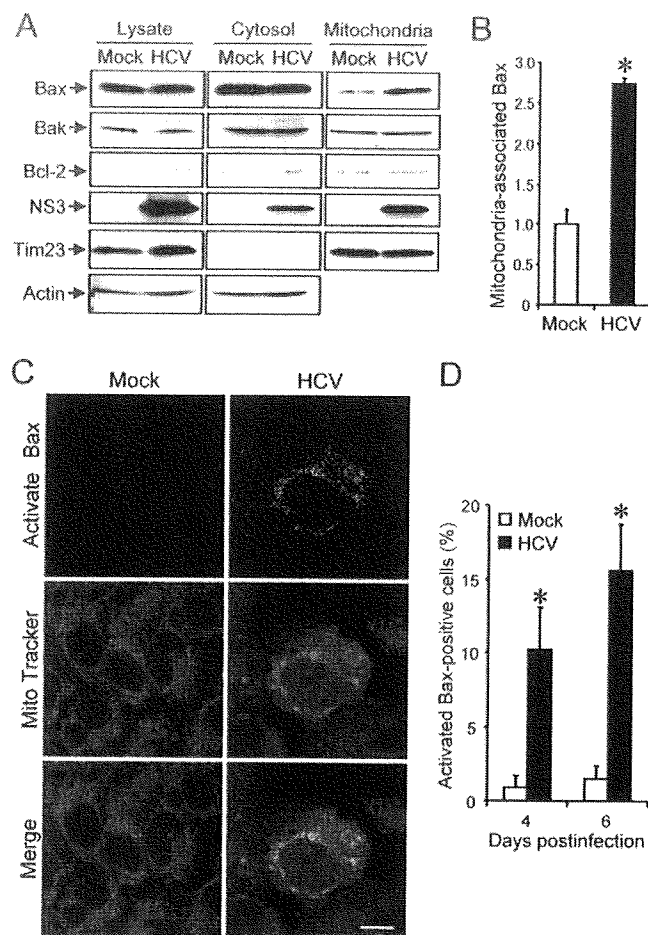 A
Lysate Cytosol Mitochondria
Mock HCV Mock HCV Mock HCV
Bax
Bak
Bcl-2
NS3
Tim23
Actin
B
Mitochondria-associated Bax
3.0
2.5
2.0
1.5
1.0
0.5
0.0
*
Mock HCV
C
Mock HCV
Activate Bax
Mito Tracker
Merge
D
Activated Bax-positive cells (%)
20
15
10
5
0
Mock
HCV
*
*
4 6
Days postinfection